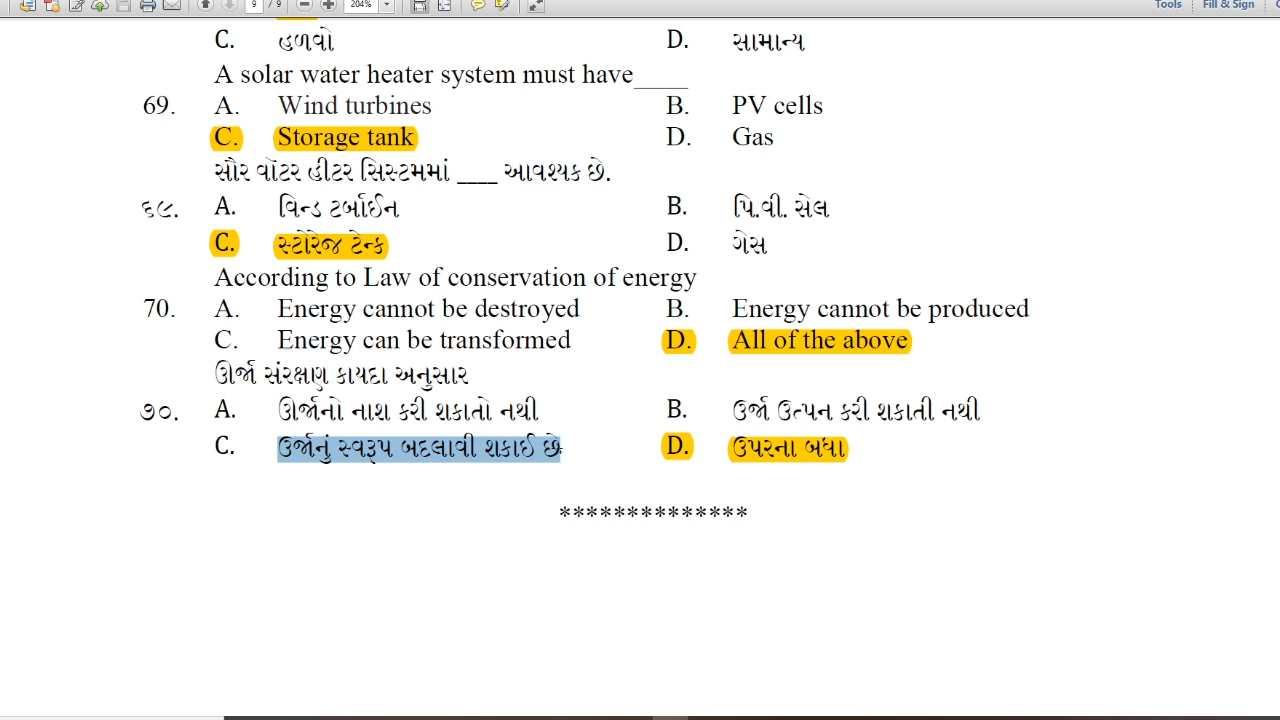 9 / 9 204% Tools Fill & Sign
C. હળવો D. સામાન્ય
A solar water heater system must have____
69. A. Wind turbines B. PV cells
C. Storage tank D. Gas
સૌર વૉટર હીટર સિસ્ટમમાં ____ આવશ્યક છે.
૬૯. A. વિન્ડ ટર્બાઈન B. પિ.વી. સેલ
C. સ્ટોરેજ ટેન્ક D. ગેસ
According to Law of conservation of energy
70. A. Energy cannot be destroyed B. Energy cannot be produced
C. Energy can be transformed D. All of the above
ઊર્જા સંરક્ષણ કાયદા અનુસાર
૭૦. A. ઊર્જાનો નાશ કરી શકાતો નથી B. ઉર્જા ઉત્પન કરી શકાતી નથી
C. ઉર્જાનું સ્વરૂપ બદલાવી શકાઈ છે D. ઉપરના બધા
**************